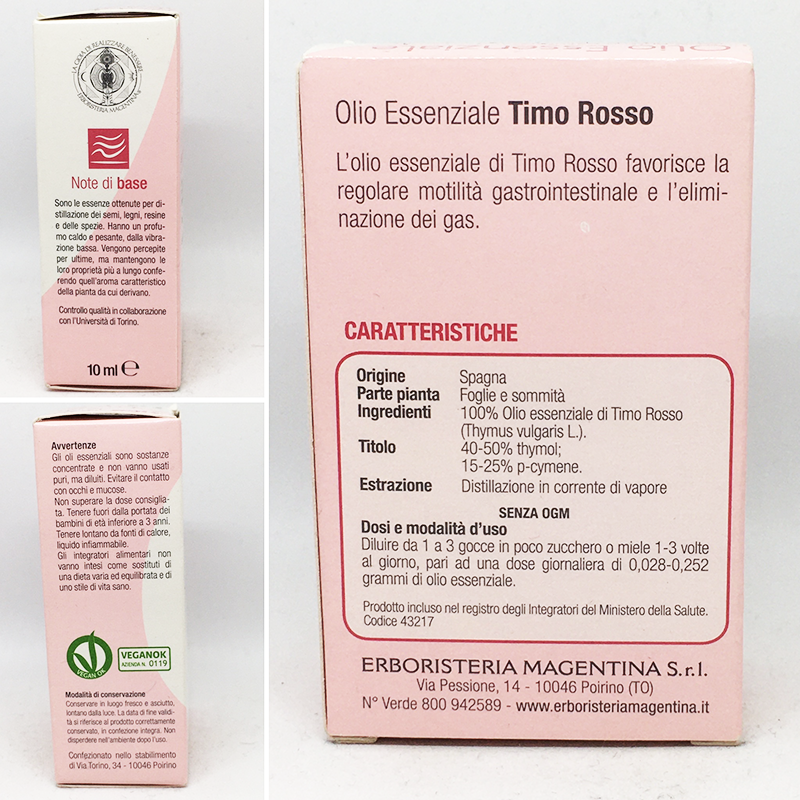 LA GIOIA DI REALIZZARE BENESSERE
ERBORISTERIA MAGENTINA
Note di base
Sono le essenze ottenute per di-
stillazione dei semi, legni, resine
e delle spezie. Hanno un profu-
mo caldo e pesante, dalla vibra-
zione bassa. Vengono percepite
per ultime, ma mantengono le
loro proprietà più a lungo confe-
rendo quell'aroma caratteristico
della pianta da cui derivano.
Controllo qualità in collaborazione
con l'Università di Torino.
10 ml e
Avvertenze
Gli oli essenziali sono sostanze
concentrate e non vanno usati
puri, ma diluiti. Evitare il contatto
con occhi e mucose.
Non superare la dose consiglia-
ta. Tenere fuori dalla portata dei
bambini di età inferiore a 3 anni.
Tenere lontano da fonti di calore,
liquido infiammabile.
Gli integratori alimentari non
vanno intesi come sostituti di
una dieta varia ed equilibrata e di
uno stile di vita sano.
VEGAN OK
VEGANOK
AZIENDA N. 0119
Modalità di conservazione
Conservare in luogo fresco e asciutto,
lontano dalla luce. La data di fine validi-
tà si riferisce al prodotto correttamente
conservato, in confezione integra. Non
disperdere nell'ambiente dopo l'uso.
Confezionato nello stabilimento
di Via Torino, 34 - 10046 Poirino
Olio Essenziale
Olio Essenziale Timo Rosso
L'olio essenziale di Timo Rosso favorisce la
regolare motilità gastrointestinale e l'elimi-
nazione dei gas.
CARATTERISTICHE
Origine Spagna
Parte pianta Foglie e sommità
Ingredienti 100% Olio essenziale di Timo Rosso
(Thymus vulgaris L.).
Titolo 40-50% thymol;
15-25% p-cymene.
Estrazione Distillazione in corrente di vapore
SENZA OGM
Dosi e modalità d'uso
Diluire da 1 a 3 gocce in poco zucchero o miele 1-3 volte
al giorno, pari ad una dose giornaliera di 0,028-0,252
grammi di olio essenziale.
Prodotto incluso nel registro degli Integratori del Ministero della Salute.
Codice 43217
ERBORISTERIA MAGENTINA S.r.l.
Via Pessione, 14 - 10046 Poirino (TO)
N° Verde 800 942589 - www.erboristeriamagentina.it